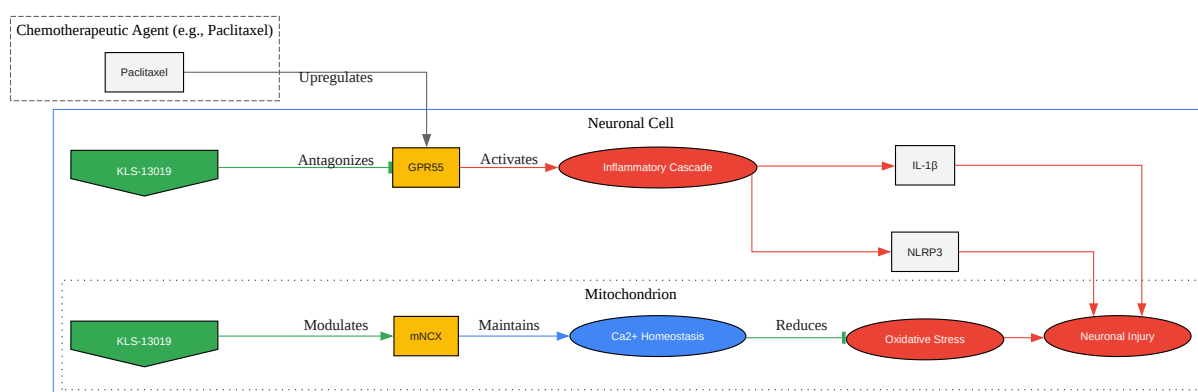 Chemotherapeutic Agent (e.g., Paclitaxel)
Paclitaxel
Upregulates
Neuronal Cell
KLS-13019
Antagonizes
GPR55
Activates
Inflammatory Cascade
IL-1β
NLRP3
Mitochondrion
KLS-13019
Modulates
mNCX
Maintains
Ca2+ Homeostasis
Reduces
Oxidative Stress
Neuronal Injury